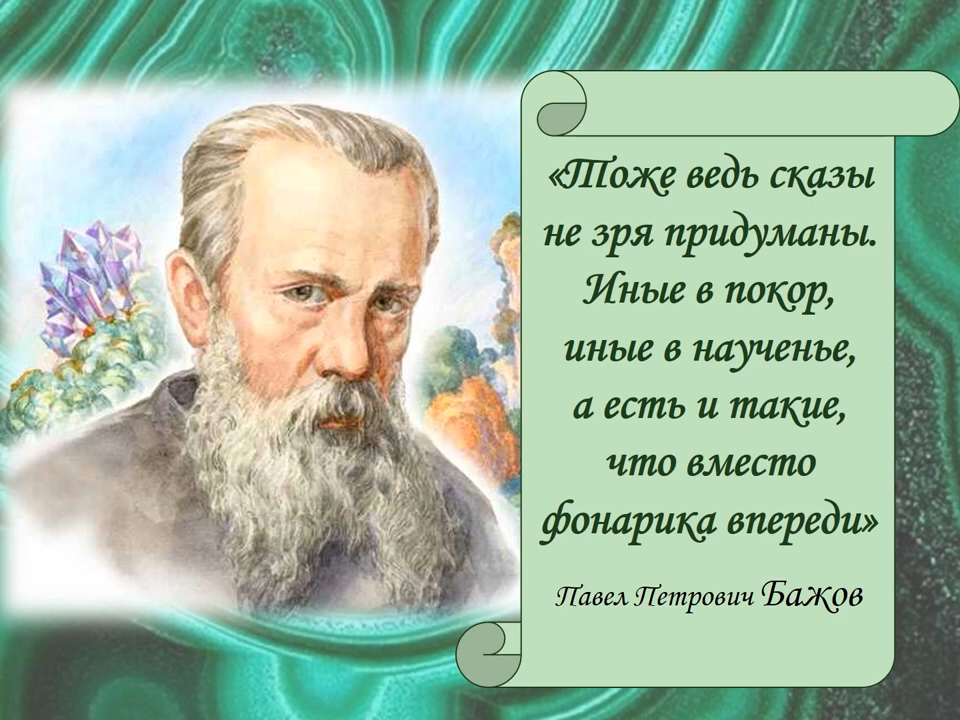 «Тоже ведь сказы
не зря придуманы.
Иные в покор,
иные в наученье,
а есть и такие,
что вместо
фонарика впереди»
Павел Петрович Бажов